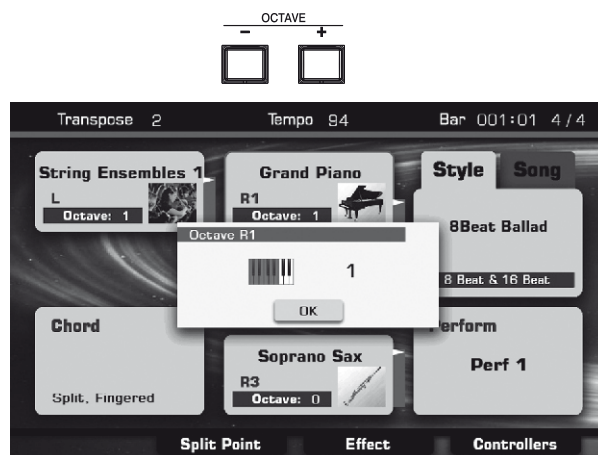 OCTAVE
- +
Transpose 2 Tempo 94 Bar 001:01 4/4
String Ensembles 1
L
Octave: 1
Grand Piano
R1
Octave: 1
Style Song
8Beat Ballad
8 Beat & 16 Beat
Octave R1
1
OK
Chord
Split, Fingered
Soprano Sax
R3
Octave: 0
Perform
Perf 1
Split Point Effect Controllers